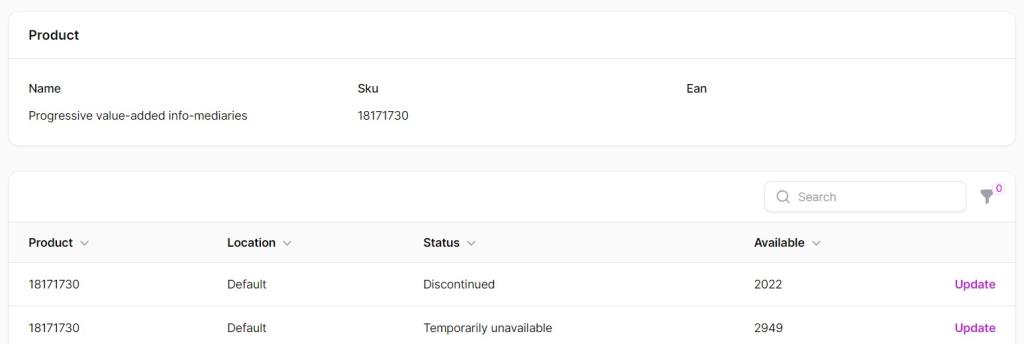 Product
Name Sku Ean
Progressive value-added info-mediaries 18171730
Search 0
Product Location Status Available
18171730 Default Discontinued 2022 Update
18171730 Default Temporarily unavailable 2949 Update